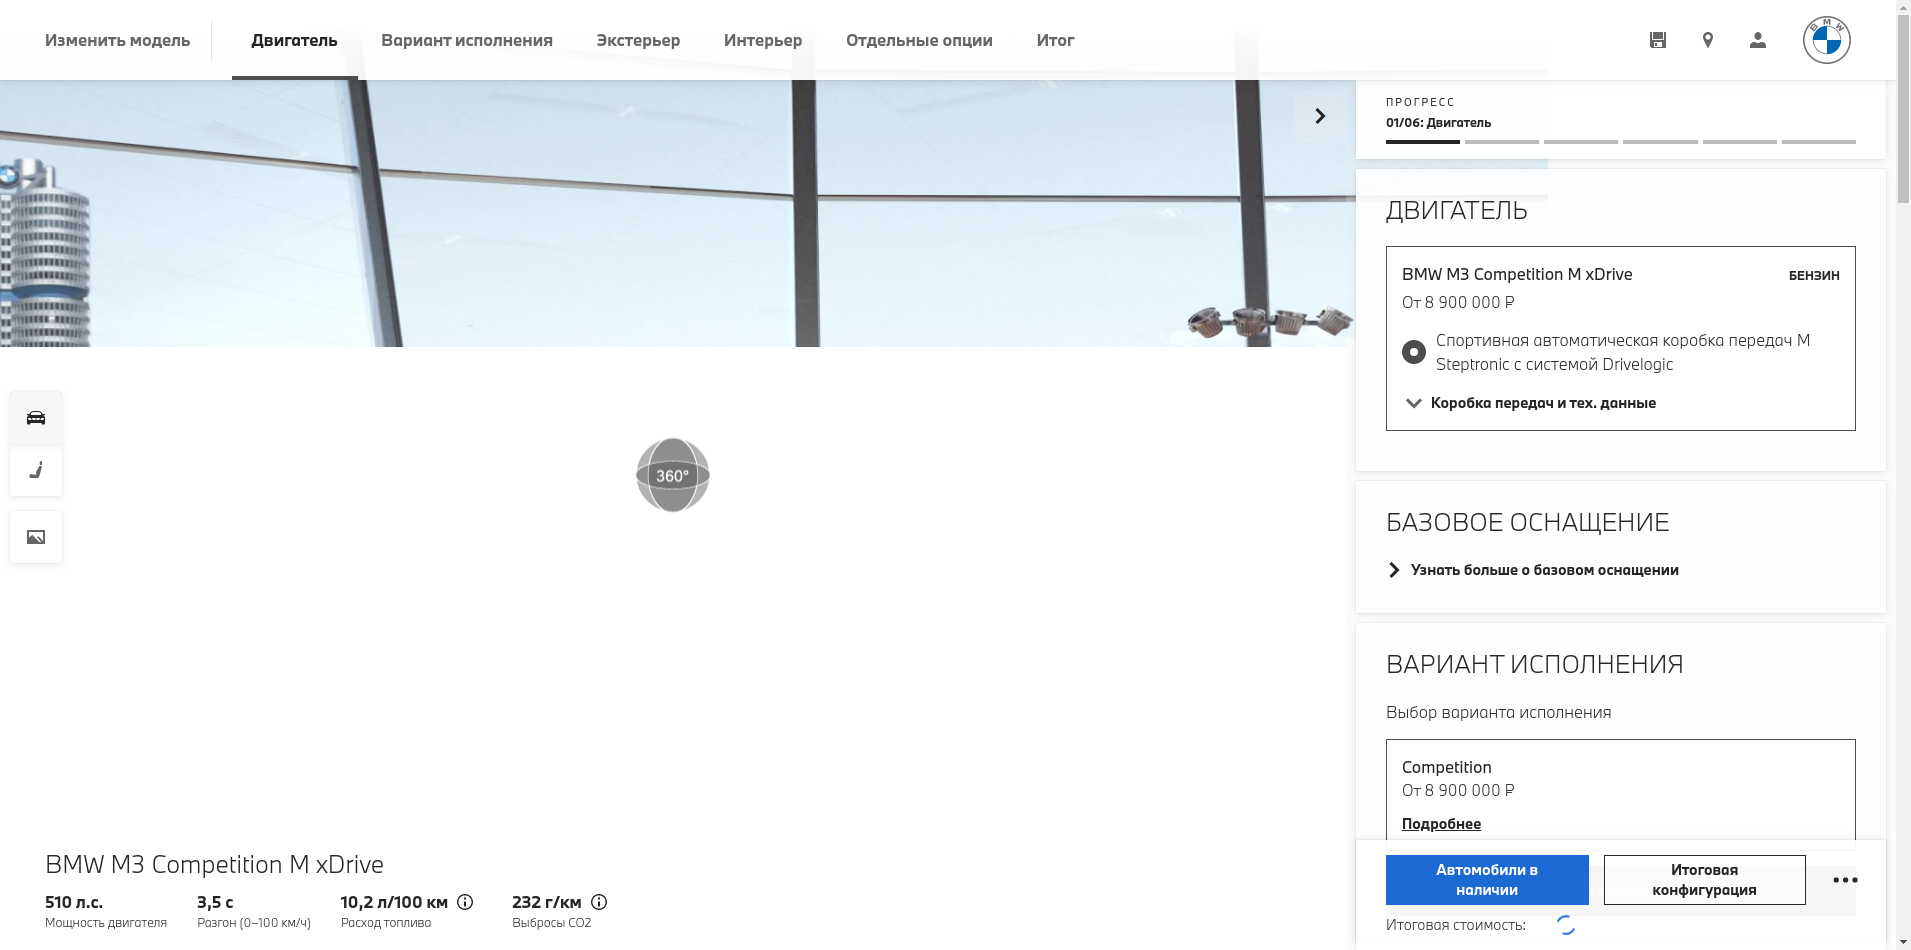 Изменить модель
Двигатель
Вариант исполнения
Экстерьер
Интерьер
Отдельные опции
Итог
BMW
ПРОГРЕСС
01/06: Двигатель
ДВИГАТЕЛЬ
BMW M3 Competition M xDrive
БЕНЗИН
От 8 900 000 ₽
Спортивная автоматическая коробка передач M
Steptronic с системой Drivelogic
Коробка передач и тех. данные
360°
БАЗОВОЕ ОСНАЩЕНИЕ
Узнать больше о базовом оснащении
ВАРИАНТ ИСПОЛНЕНИЯ
Выбор варианта исполнения
Competition
От 8 900 000 ₽
Подробнее
BMW M3 Competition M xDrive
510 л.с.
Мощность двигателя
3,5 с
Разгон (0–100 км/ч)
10,2 л/100 км
Расход топлива
232 г/км
Выбросы CO2
Автомобили в
наличии
Итоговая
конфигурация
Итоговая стоимость: